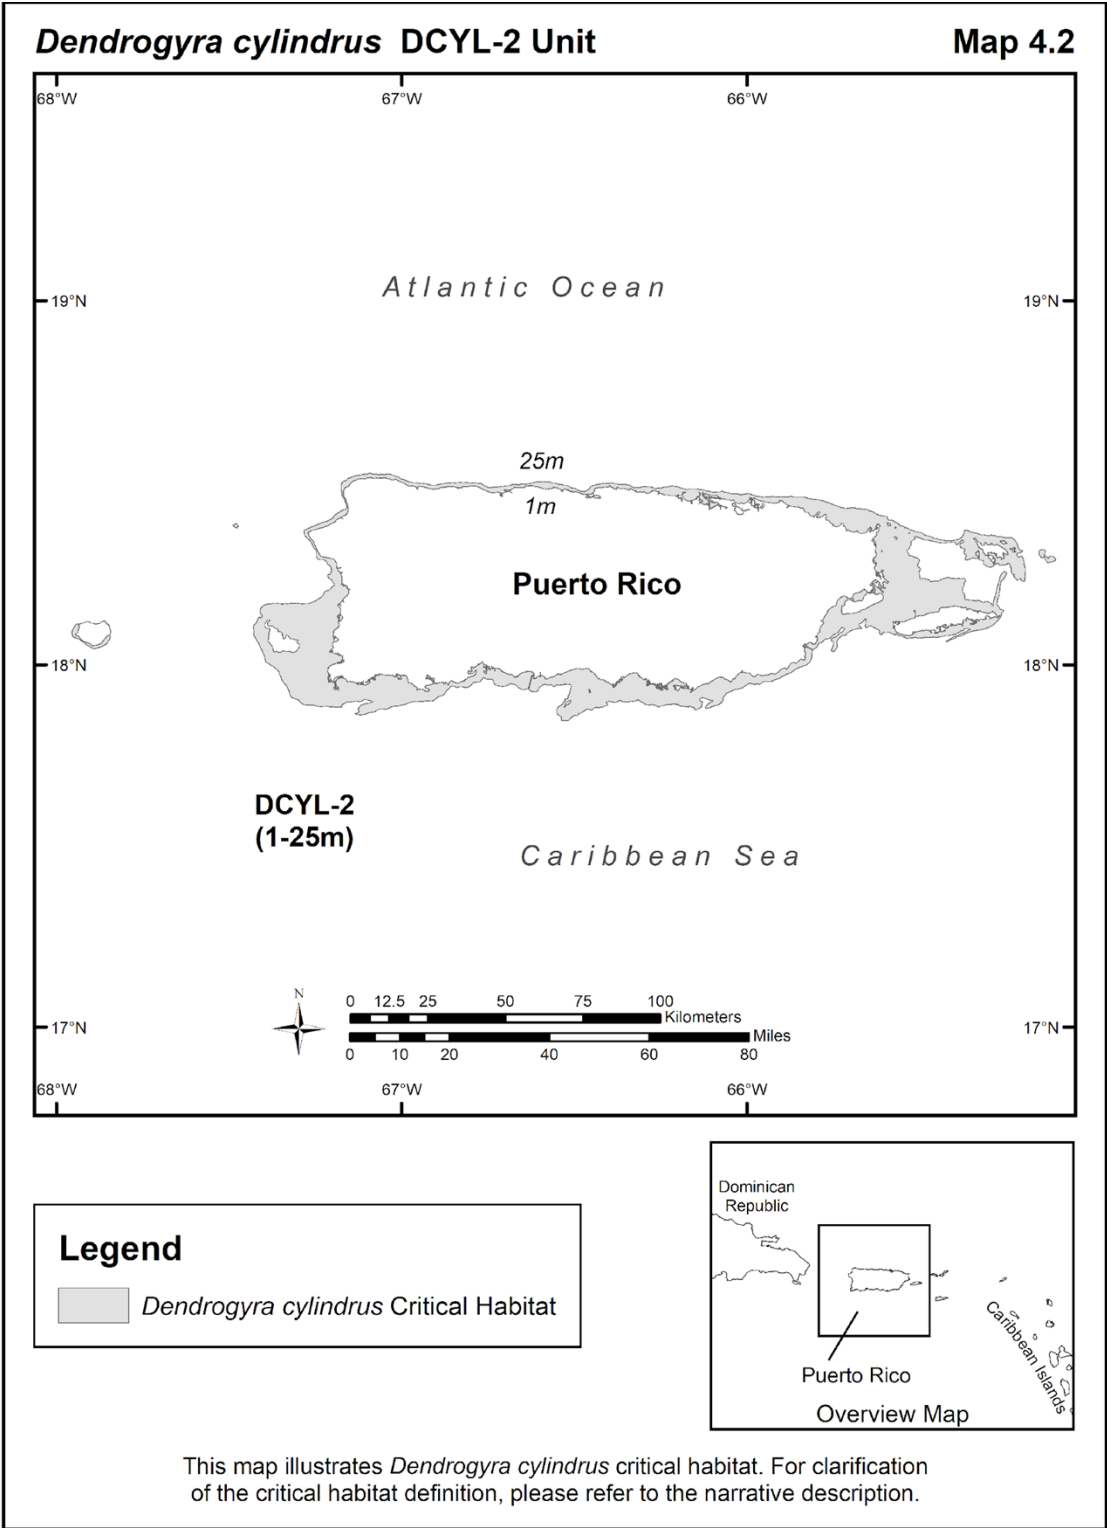 Dendrogyra cylindrus DCYL-2 Unit
Map 4.2
68°W
67°W
66°W
Atlantic Ocean
19°N
19°N
25m
1m
Puerto Rico
18°N
18°N
DCYL-2
(1-25m)
Caribbean Sea
N
0 12.5 25 50 75 100
Kilometers
17°N
17°N
Miles
0 10 20 40 60 80
68°W
67°W
66°W
Legend
Dendrogyra cylindrus Critical Habitat
Dominican
Republic
Caribbean Islands
Puerto Rico
Overview Map
This map illustrates Dendrogyra cylindrus critical habitat. For clarification
of the critical habitat definition, please refer to the narrative description.